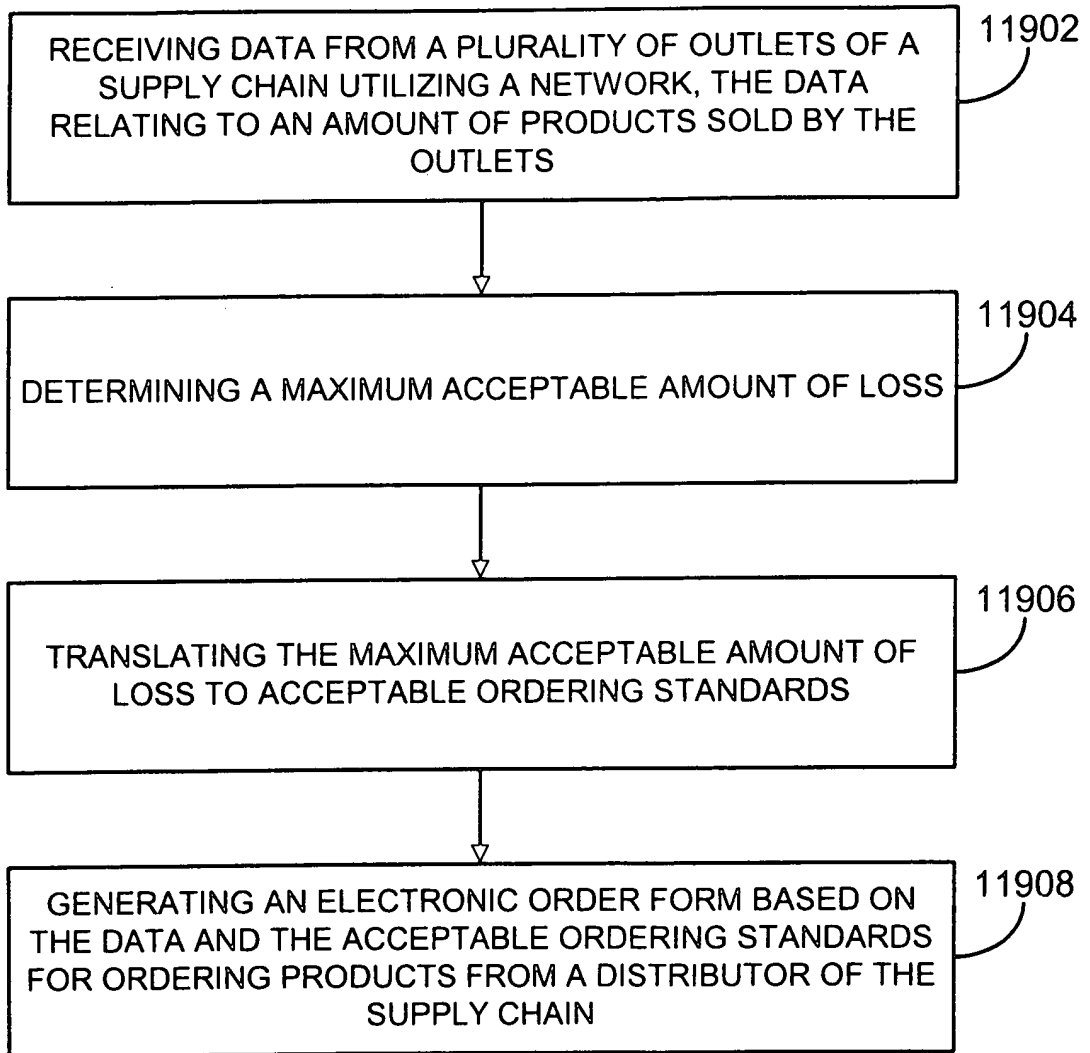 RECEIVING DATA FROM A PLURALITY OF OUTLETS OF A
SUPPLY CHAIN UTILIZING A NETWORK, THE DATA
RELATING TO AN AMOUNT OF PRODUCTS SOLD BY THE
OUTLETS
11902
DETERMINING A MAXIMUM ACCEPTABLE AMOUNT OF LOSS
11904
TRANSLATING THE MAXIMUM ACCEPTABLE AMOUNT OF
LOSS TO ACCEPTABLE ORDERING STANDARDS
11906
GENERATING AN ELECTRONIC ORDER FORM BASED ON
THE DATA AND THE ACCEPTABLE ORDERING STANDARDS
FOR ORDERING PRODUCTS FROM A DISTRIBUTOR OF THE
SUPPLY CHAIN
11908